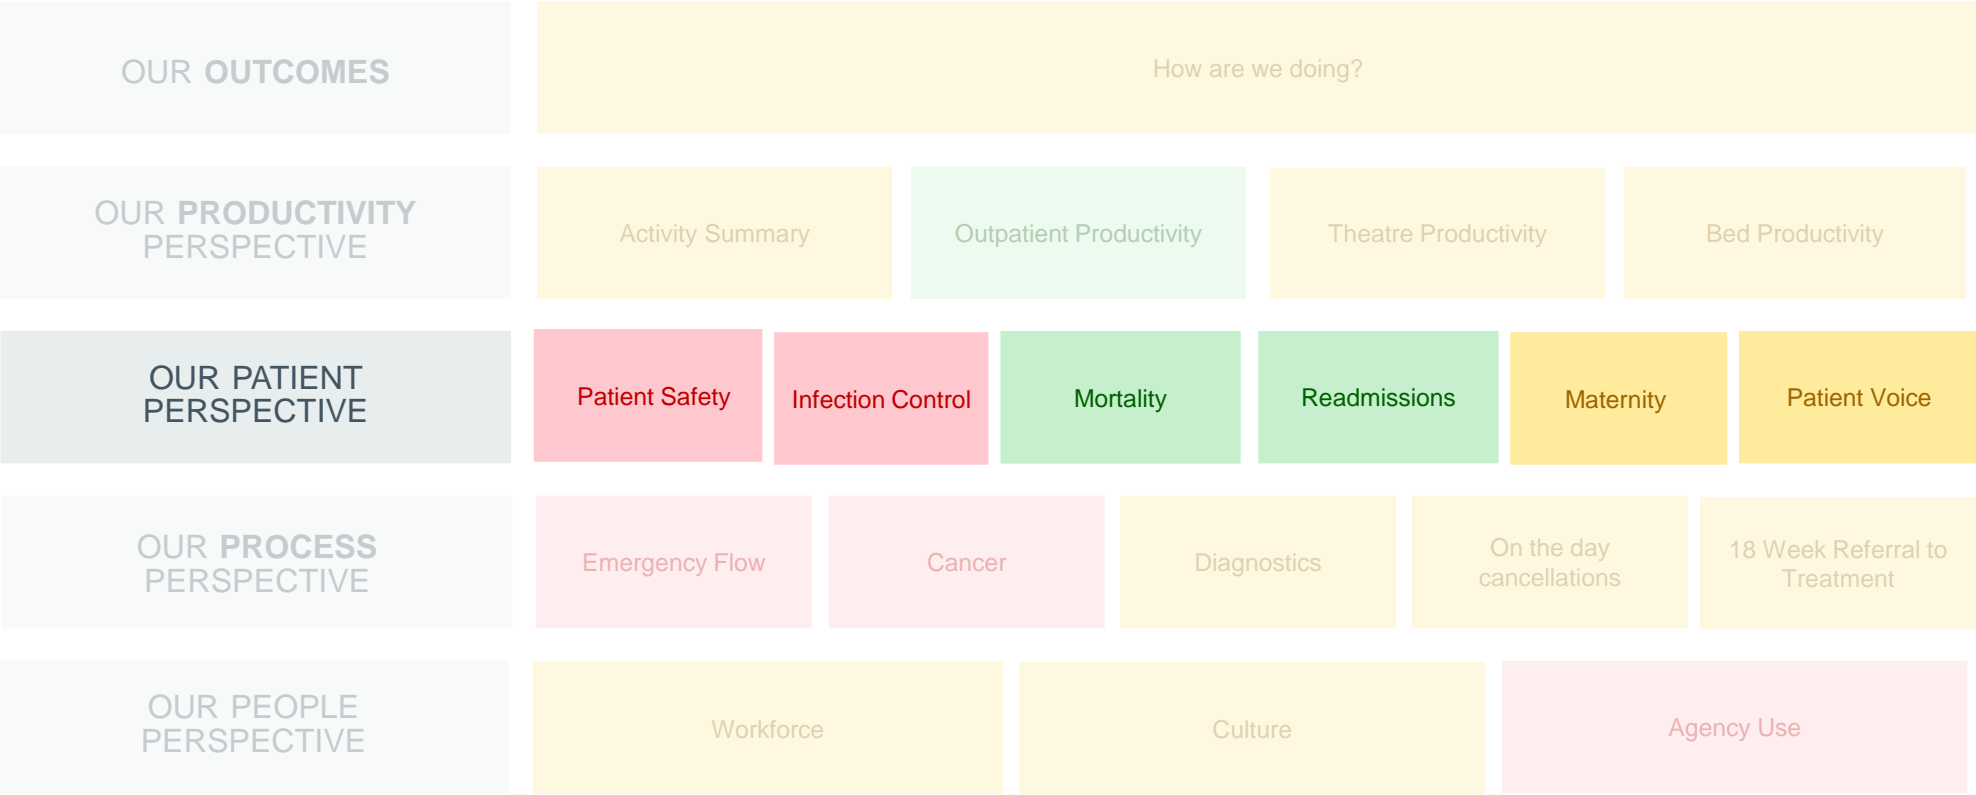 OUR OUTCOMES
How are we doing?
OUR PRODUCTIVITY
PERSPECTIVE
Activity Summary
Outpatient Productivity
Theatre Productivity
Bed Productivity
OUR PATIENT
PERSPECTIVE
Patient Safety
Infection Control
Mortality
Readmissions
Maternity
Patient Voice
OUR PROCESS
PERSPECTIVE
Emergency Flow
Cancer
Diagnostics
On the day
cancellations
18 Week Referral to
Treatment
OUR PEOPLE
PERSPECTIVE
Workforce
Culture
Agency Use